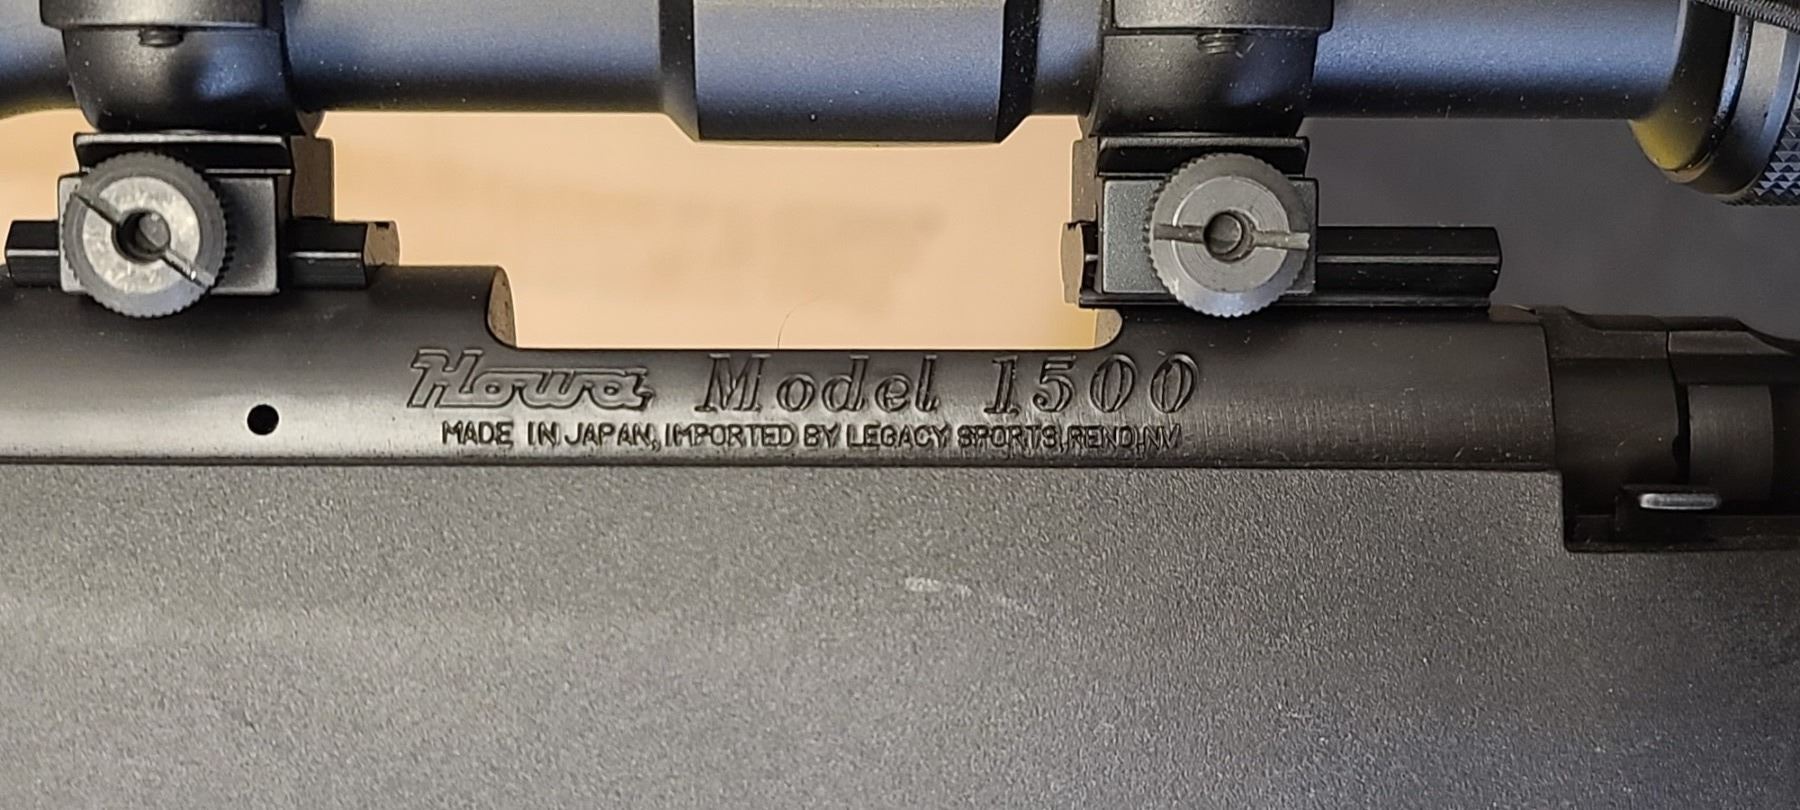 Howa Model 1500
MADE IN JAPAN, IMPORTED BY LEGACY SPORTS, RENO, NV